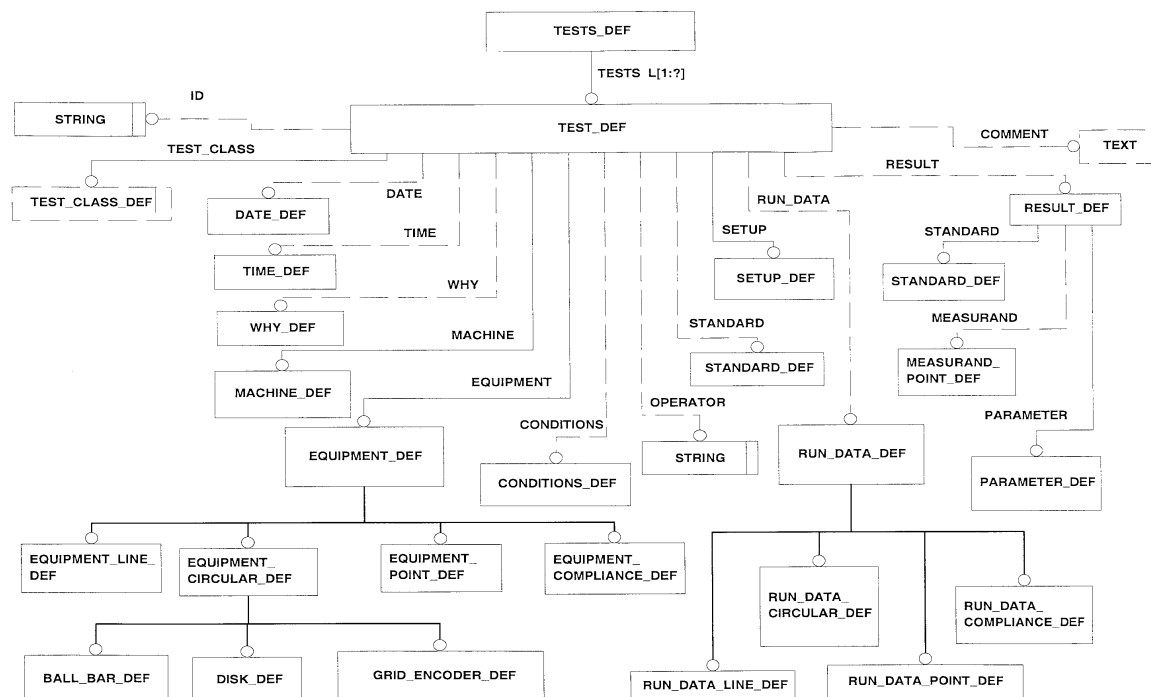 TESTS_DEF
TESTS L[1:?]
ID
STRING
TEST_DEF
COMMENT
TEXT
TEST_CLASS
RESULT
TEST_CLASS_DEF
DATE
DATE_DEF
RUN_DATA
RESULT_DEF
TIME
SETUP
STANDARD
TIME_DEF
SETUP_DEF
STANDARD_DEF
WHY
WHY_DEF
STANDARD
MEASURAND
MACHINE
STANDARD_DEF
MEASURAND_
POINT_DEF
MACHINE_DEF
EQUIPMENT
OPERATOR
CONDITIONS
PARAMETER
EQUIPMENT_DEF
STRING
RUN_DATA_DEF
CONDITIONS_DEF
PARAMETER_DEF
EQUIPMENT_LINE_
DEF
EQUIPMENT_
CIRCULAR_DEF
EQUIPMENT_
POINT_DEF
EQUIPMENT_
COMPLIANCE_DEF
RUN_DATA_
CIRCULAR_DEF
RUN_DATA_
COMPLIANCE_DEF
BALL_BAR_DEF
DISK_DEF
GRID_ENCODER_DEF
RUN_DATA_LINE_DEF
RUN_DATA_POINT_DEF